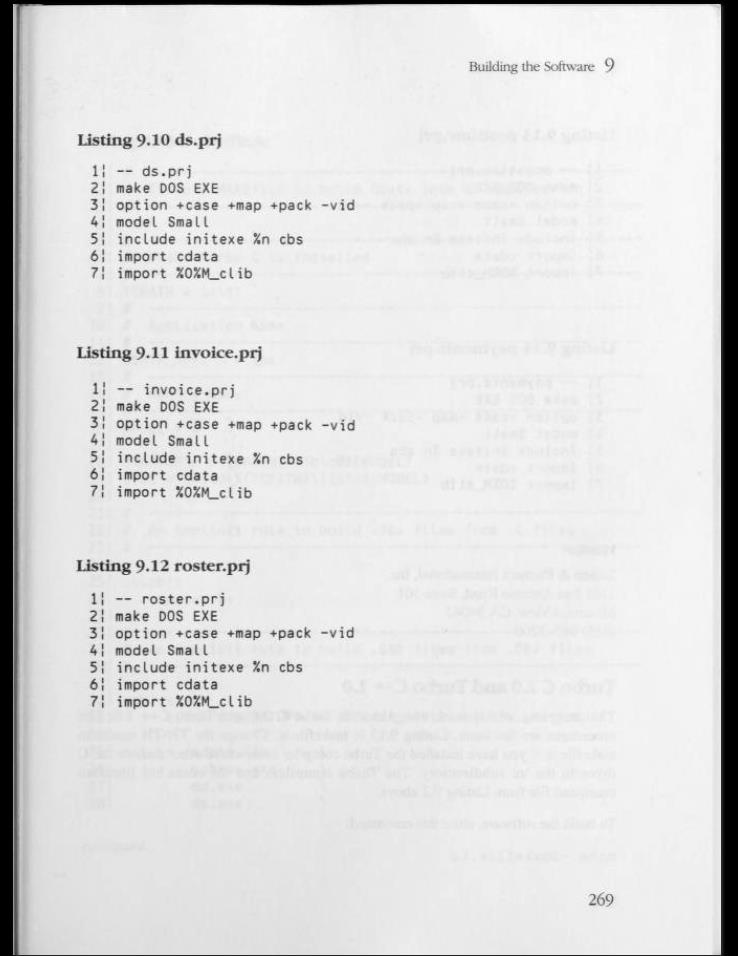 Building the Software 9
Listing 9.10 ds.prj
1¦ -- ds.prj
2¦ make DOS EXE
3¦ option +case +map +pack -vid
4¦ model Small
5¦ include initexe %n cbs
6¦ import cdata
7¦ import %O%M_clib
Listing 9.11 invoice.prj
1¦ -- invoice.prj
2¦ make DOS EXE
3¦ option +case +map +pack -vid
4¦ model Small
5¦ include initexe %n cbs
6¦ import cdata
7¦ import %O%M_clib
Listing 9.12 roster.prj
1¦ -- roster.prj
2¦ make DOS EXE
3¦ option +case +map +pack -vid
4¦ model Small
5¦ include initexe %n cbs
6¦ import cdata
7¦ import %O%M_clib
269